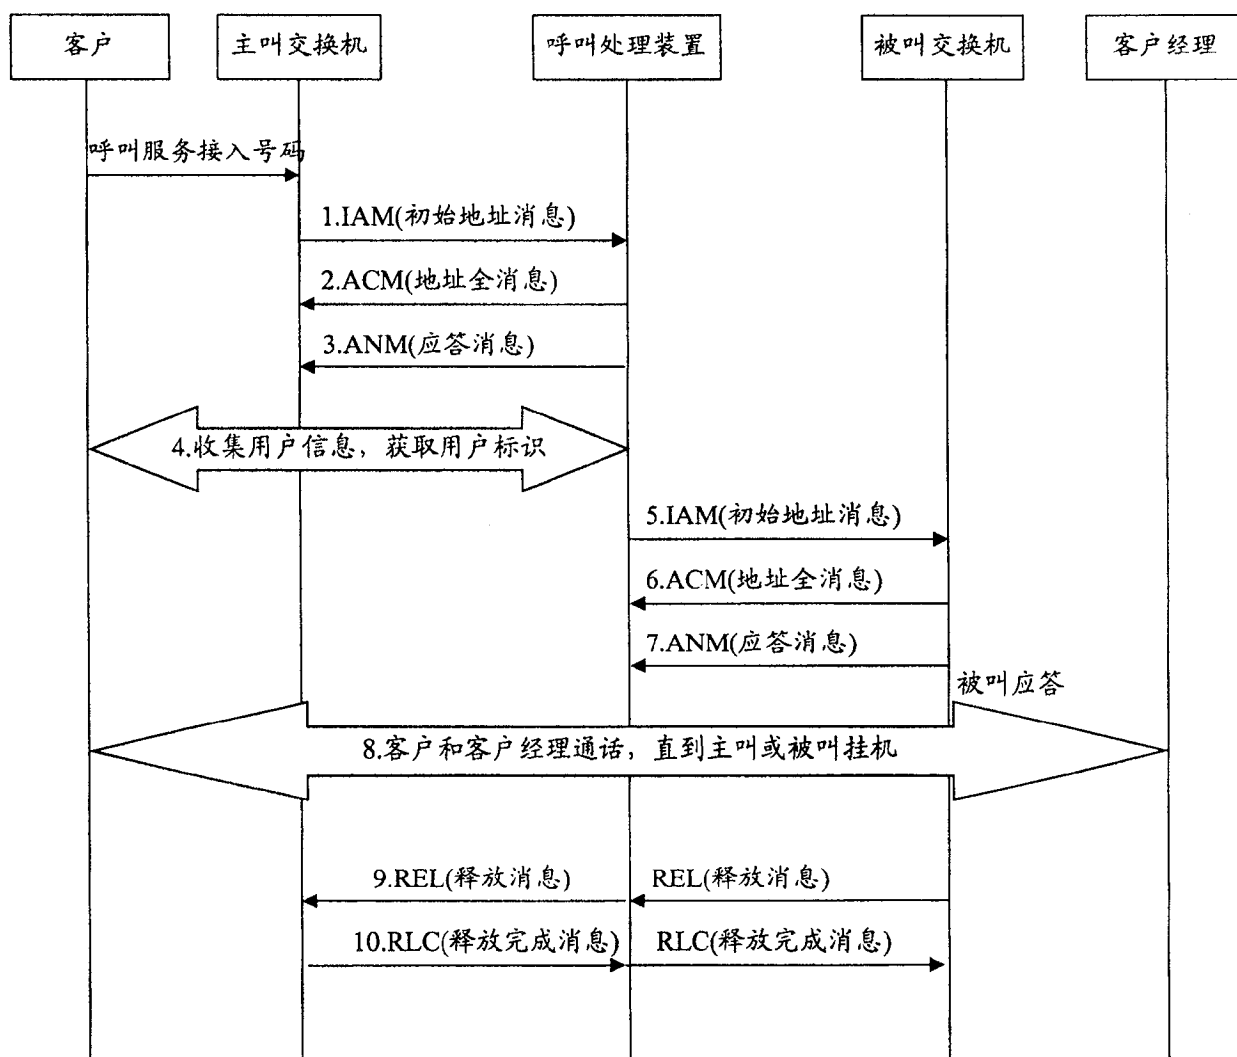 客户
主叫交换机
呼叫处理装置
被叫交换机
客户经理
呼叫服务接入号码
1.IAM(初始地址消息)
2.ACM(地址全消息)
3.ANM(应答消息)
4.收集用户信息，获取用户标识
5.IAM(初始地址消息)
6.ACM(地址全消息)
7.ANM(应答消息)
被叫应答
8.客户和客户经理通话，直到主叫或被叫挂机
9.REL(释放消息)
REL(释放消息)
10.RLC(释放完成消息)
RLC(释放完成消息)